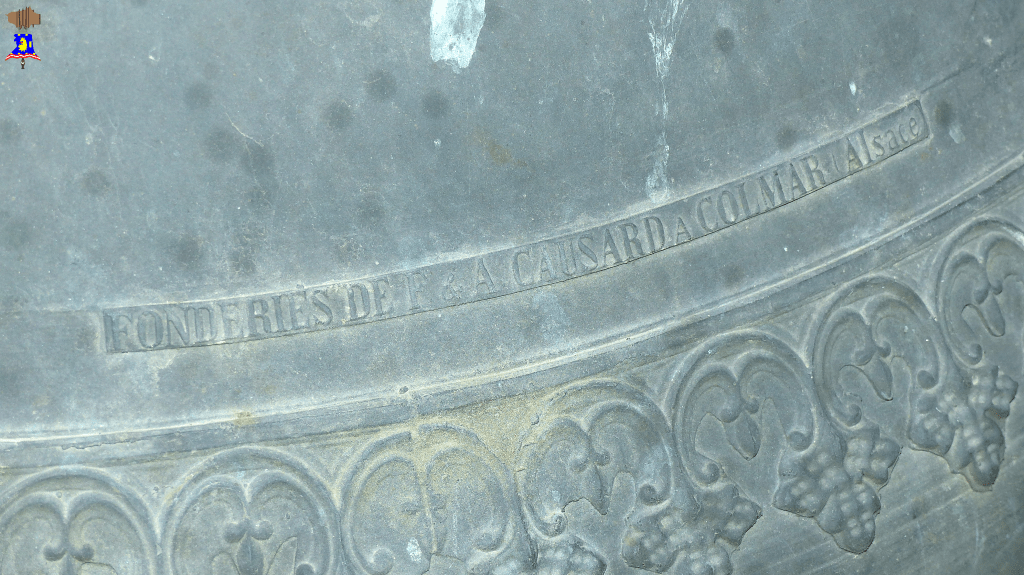 FONDERIES DE F & A CAUSARD A COLMAR (Alsace)